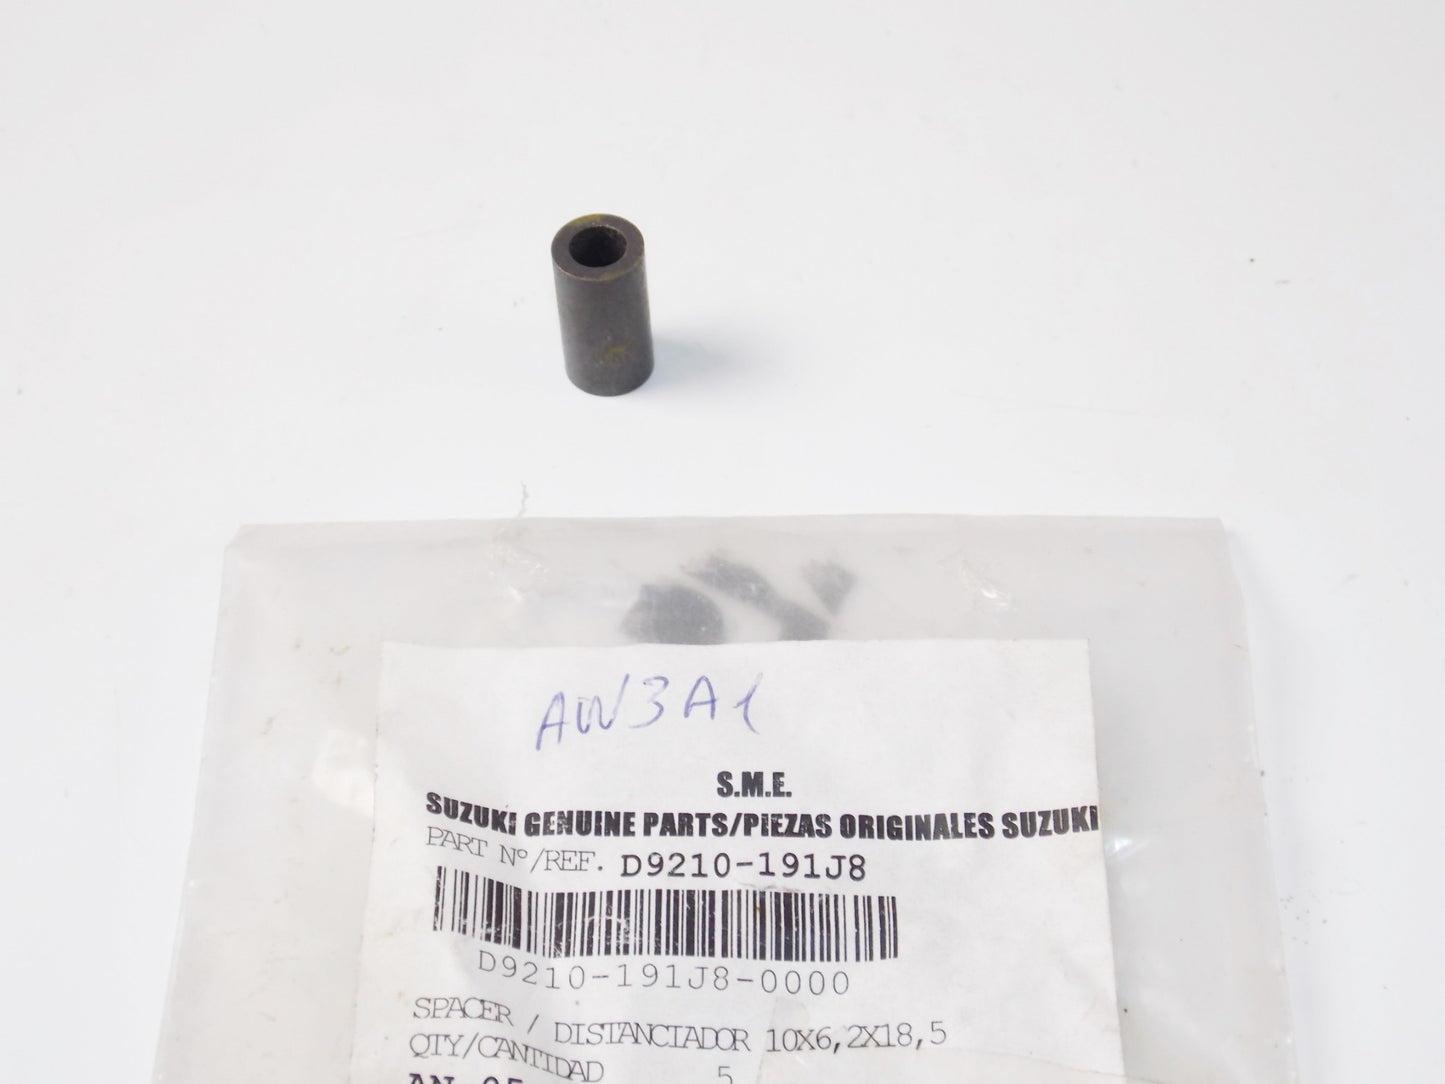 AW3A1
S.M.E.
SUZUKI GENUINE PARTS/PIEZAS ORIGINALES SUZUKI
PART Nº/REF. D9210-191J8
D9210-191J8-0000
SPACER / DISTANCIADOR 10X6,2X18,5
QTY/CANTIDAD 5